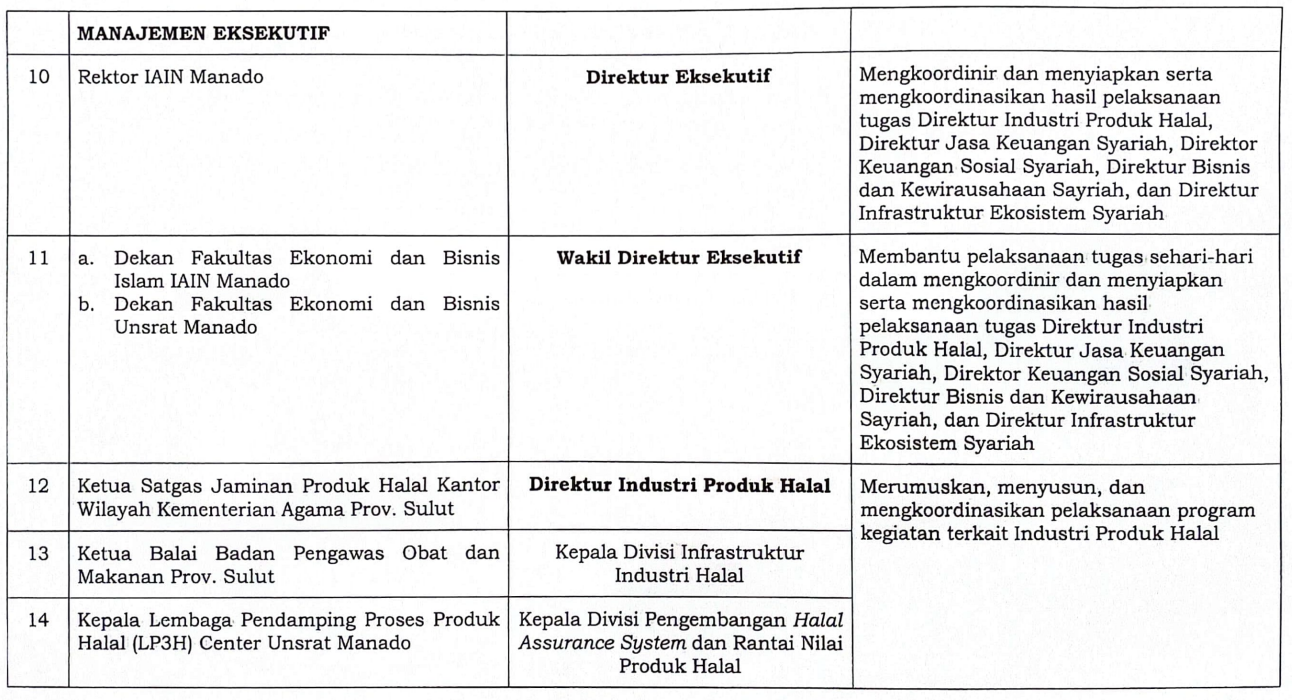 MANAJEMEN EKSEKUTIF
10
Rektor IAIN Manado
Direktur Eksekutif
Mengkoordinir dan menyiapkan serta
mengkoordinasikan hasil pelaksanaan
tugas Direktur Industri Produk Halal,
Direktur Jasa Keuangan Syariah, Direktor
Keuangan Sosial Syariah, Direktur Bisnis
dan Kewirausahaan Sayriah, dan Direktur
Infrastruktur Ekosistem Syariah
11
a. Dekan Fakultas Ekonomi dan Bisnis
Islam IAIN Manado
b. Dekan Fakultas Ekonomi dan Bisnis
Unsrat Manado
Wakil Direktur Eksekutif
Membantu pelaksanaan tugas sehari-hari
dalam mengkoordinir dan menyiapkan
serta mengkoordinasikan hasil
pelaksanaan tugas Direktur Industri
Produk Halal, Direktur Jasa Keuangan
Syariah, Direktor Keuangan Sosial Syariah,
Direktur Bisnis dan Kewirausahaan
Sayriah, dan Direktur Infrastruktur
Ekosistem Syariah
12
Ketua Satgas Jaminan Produk Halal Kantor
Wilayah Kementerian Agama Prov. Sulut
Direktur Industri Produk Halal
Merumuskan, menyusun, dan
mengkoordinasikan pelaksanaan program
kegiatan terkait Industri Produk Halal
13
Ketua Balai Badan Pengawas Obat dan
Makanan Prov. Sulut
Kepala Divisi Infrastruktur
Industri Halal
14
Kepala Lembaga Pendamping Proses Produk
Halal (LP3H) Center Unsrat Manado
Kepala Divisi Pengembangan Halal
Assurance System dan Rantai Nilai
Produk Halal